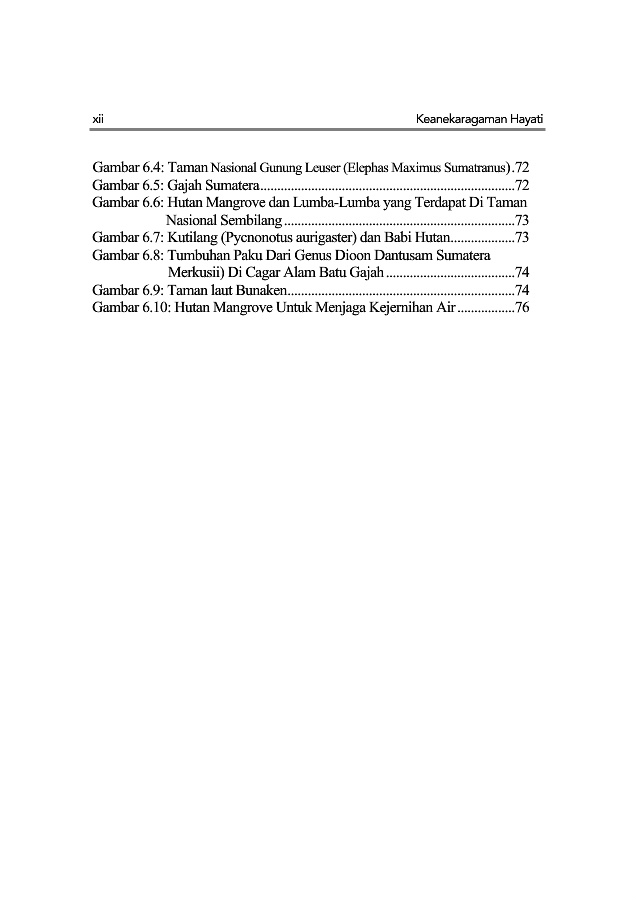 xii Keanekaragaman Hayati
Gambar 6.4: Taman Nasional Gunung Leuser (Elephas Maximus Sumatranus).72
Gambar 6.5: Gajah Sumatera...........................................................................72
Gambar 6.6: Hutan Mangrove dan Lumba-Lumba yang Terdapat Di Taman
Nasional Sembilang....................................................................73
Gambar 6.7: Kutilang (Pycnonotus aurigaster) dan Babi Hutan...................73
Gambar 6.8: Tumbuhan Paku Dari Genus Dioon Dantusam Sumatera
Merkusii) Di Cagar Alam Batu Gajah......................................74
Gambar 6.9: Taman laut Bunaken...................................................................74
Gambar 6.10: Hutan Mangrove Untuk Menjaga Kejernihan Air.................76